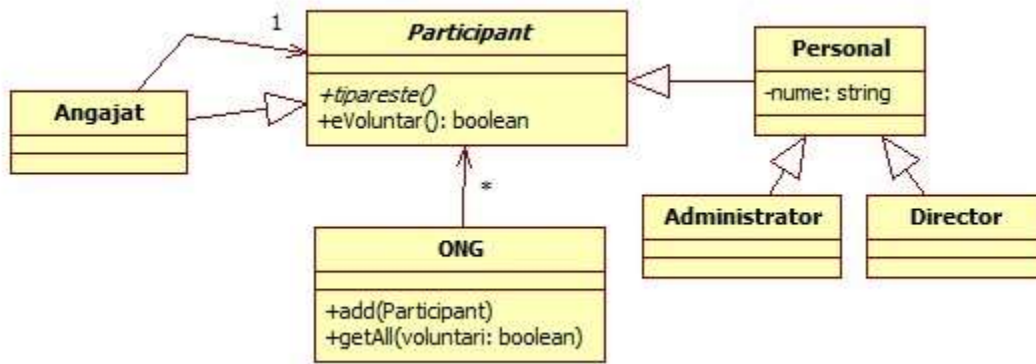 1
Participant
+tipareste()
+eVoluntar(): boolean
Personal
-nume: string
Angajat
*
ONG
+add(Participant)
+getAll(voluntari: boolean)
Administrator
Director